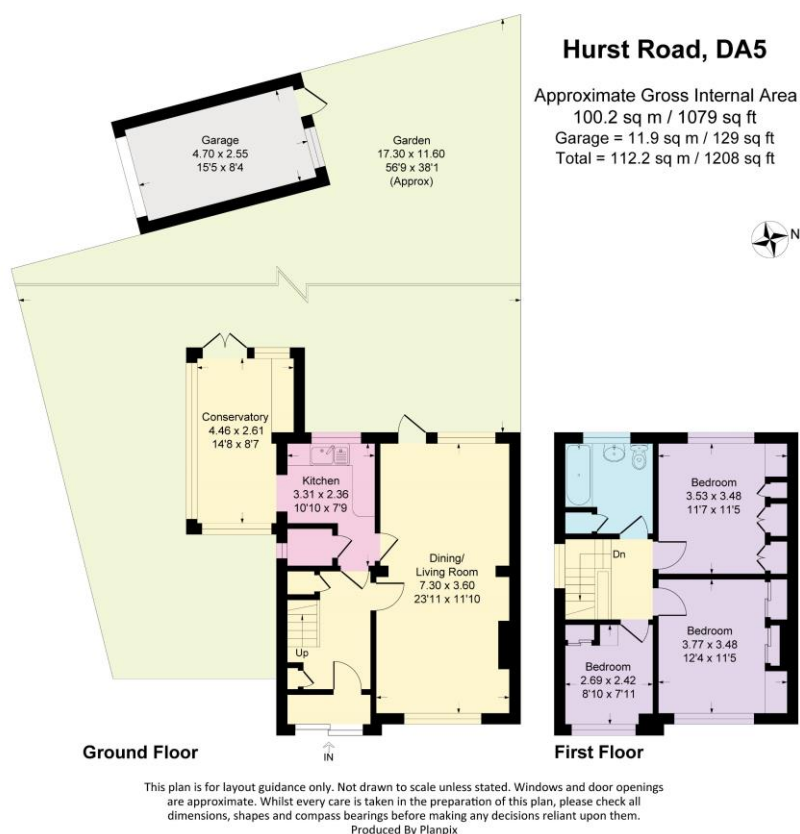 Hurst Road, DA5
Approximate Gross Internal Area
100.2 sq m / 1079 sq ft
Garage = 11.9 sq m / 129 sq ft
Total = 112.2 sq m / 1208 sq ft
N
Garage
4.70 x 2.55
15'5 x 8'4
Garden
17.30 x 11.60
56'9 x 38'1
(Approx)
Conservatory
4.46 x 2.61
14'8 x 8'7
Kitchen
3.31 x 2.36
10'10 x 7'9
Dining/
Living Room
7.30 x 3.60
23'11 x 11'10
Up
IN
Ground Floor
Bedroom
3.53 x 3.48
11'7 x 11'5
Dn
Bedroom
3.77 x 3.48
12'4 x 11'5
Bedroom
2.69 x 2.42
8'10 x 7'11
First Floor
This plan is for layout guidance only. Not drawn to scale unless stated. Windows and door openings
are approximate. Whilst every care is taken in the preparation of this plan, please check all
dimensions, shapes and compass bearings before making any decisions reliant upon them.
Produced By Planpix